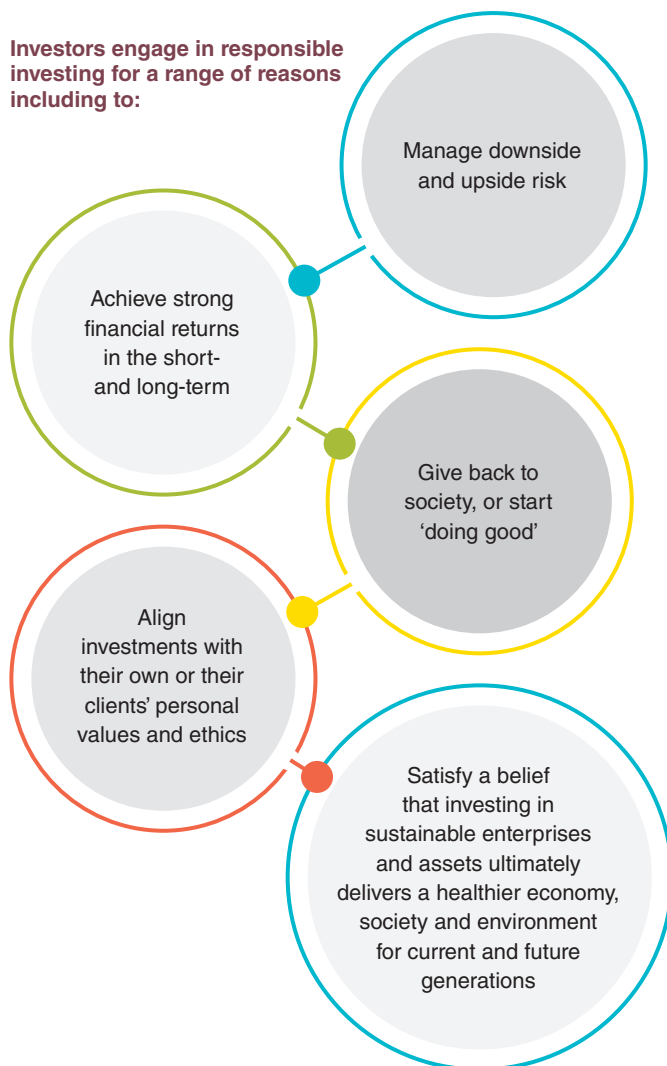 Investors engage in responsible
investing for a range of reasons
including to:
Manage downside
and upside risk
Achieve strong
financial returns
in the short-
and long-term
Give back to
society, or start
‘doing good’
Align
investments with
their own or their
clients’ personal
values and ethics
Satisfy a belief
that investing in
sustainable enterprises
and assets ultimately
delivers a healthier economy,
society and environment
for current and future
generations